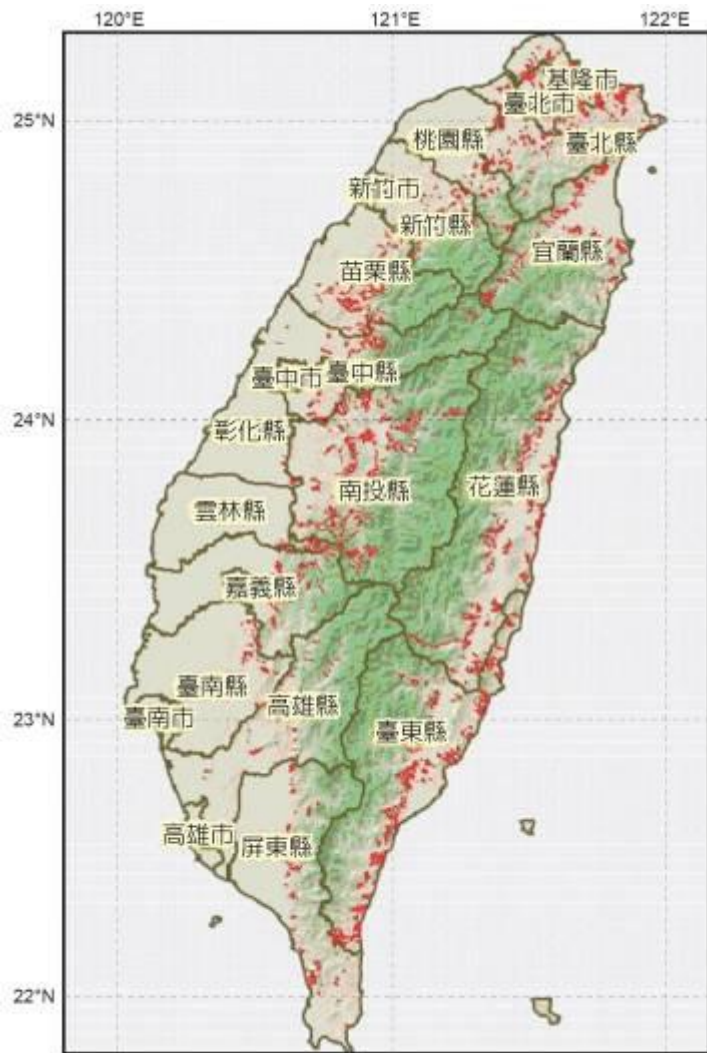 120°E
121°E
122°E
基隆市
臺北市
25°N
桃園縣
臺北縣
新竹市
新竹縣
宜蘭縣
苗栗縣
臺中市
臺中縣
24°N
彰化縣
南投縣
花蓮縣
雲林縣
嘉義縣
臺南縣
高雄縣
臺南市
23°N
臺東縣
高雄市
屏東縣
22°N